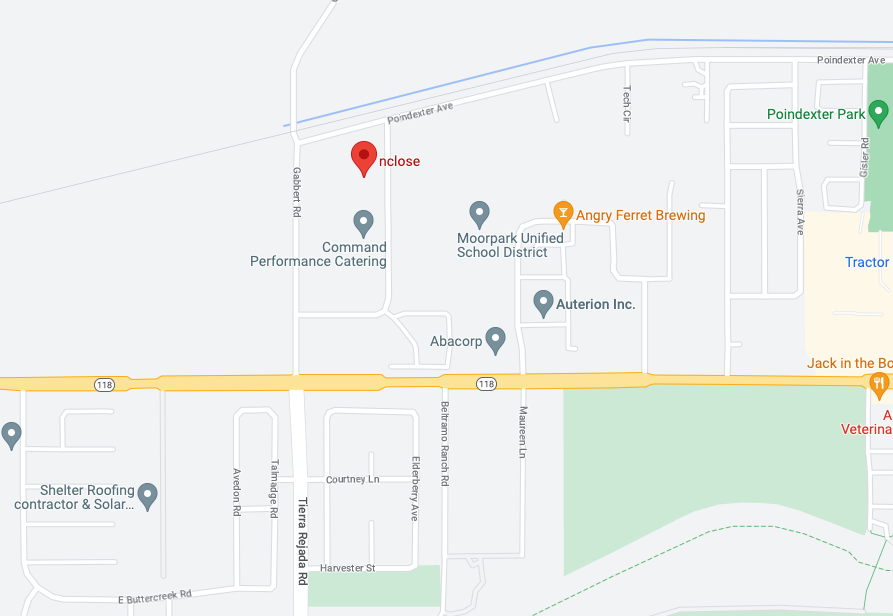 Poindexter Ave
Poindexter Park
Poindexter Ave
Tech Cir
Gisler Rd
nclose
Gabbert Rd
Sierra Ave
Angry Ferret Brewing
Command
Performance Catering
Moorpark Unified
School District
Tractor
Auterion Inc.
Abacorp
Jack in the Bo
118
118
A
Veterina
Beltramo Ranch Rd
Maureen Ln
Elderberry Ave
Talmadge Rd
Avedon Rd
Courtney Ln
Shelter Roofing
contractor & Solar...
Tierra Rejada Rd
Harvester St
E Buttercreek Rd